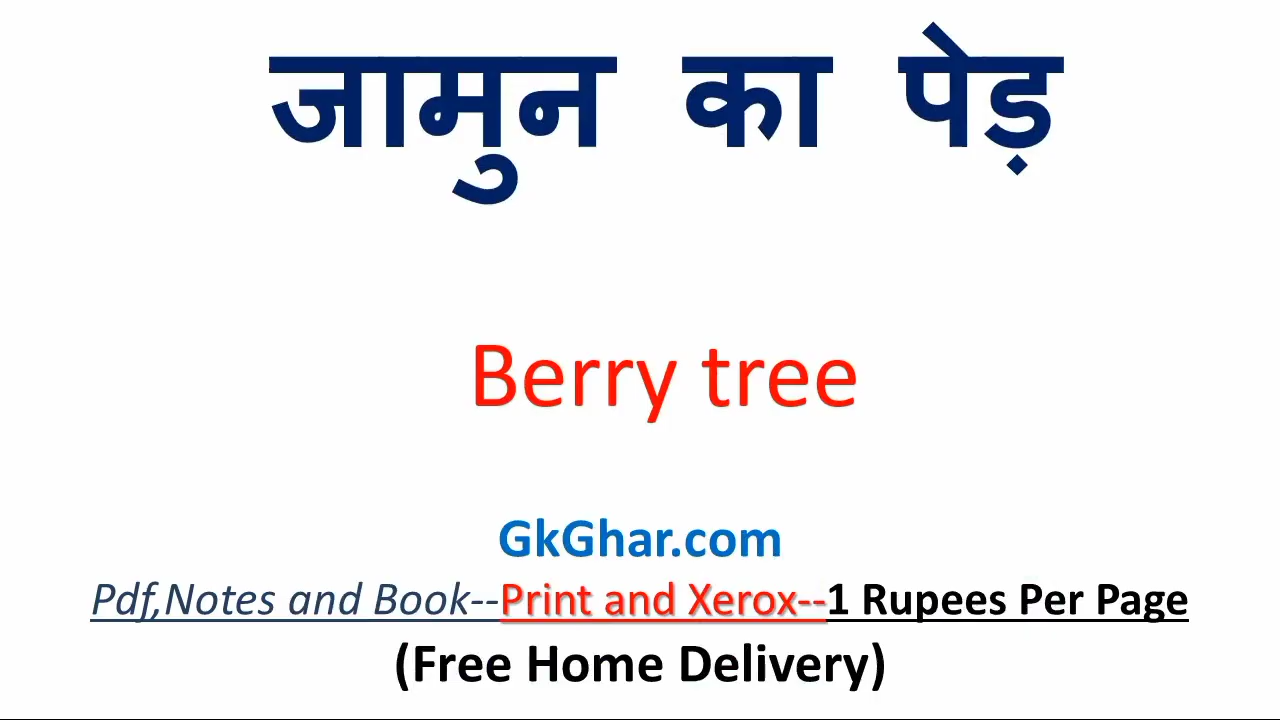 जामुन का पेड़
Berry tree
GkGhar.com
Pdf,Notes and Book--Print and Xerox--1 Rupees Per Page
(Free Home Delivery)